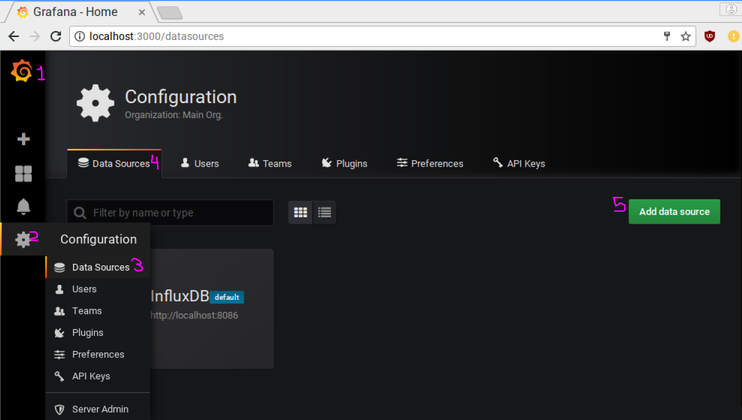 Grafana - Home
localhost:3000/datasources
1
Configuration
Organization: Main Org.
Data Sources 4 Users Teams Plugins Preferences API Keys
Filter by name or type
5 Add data source
2 Configuration
Data Sources 3
Users
Teams
Plugins
Preferences
API Keys
Server Admin
InfluxDB default
http://localhost:8086